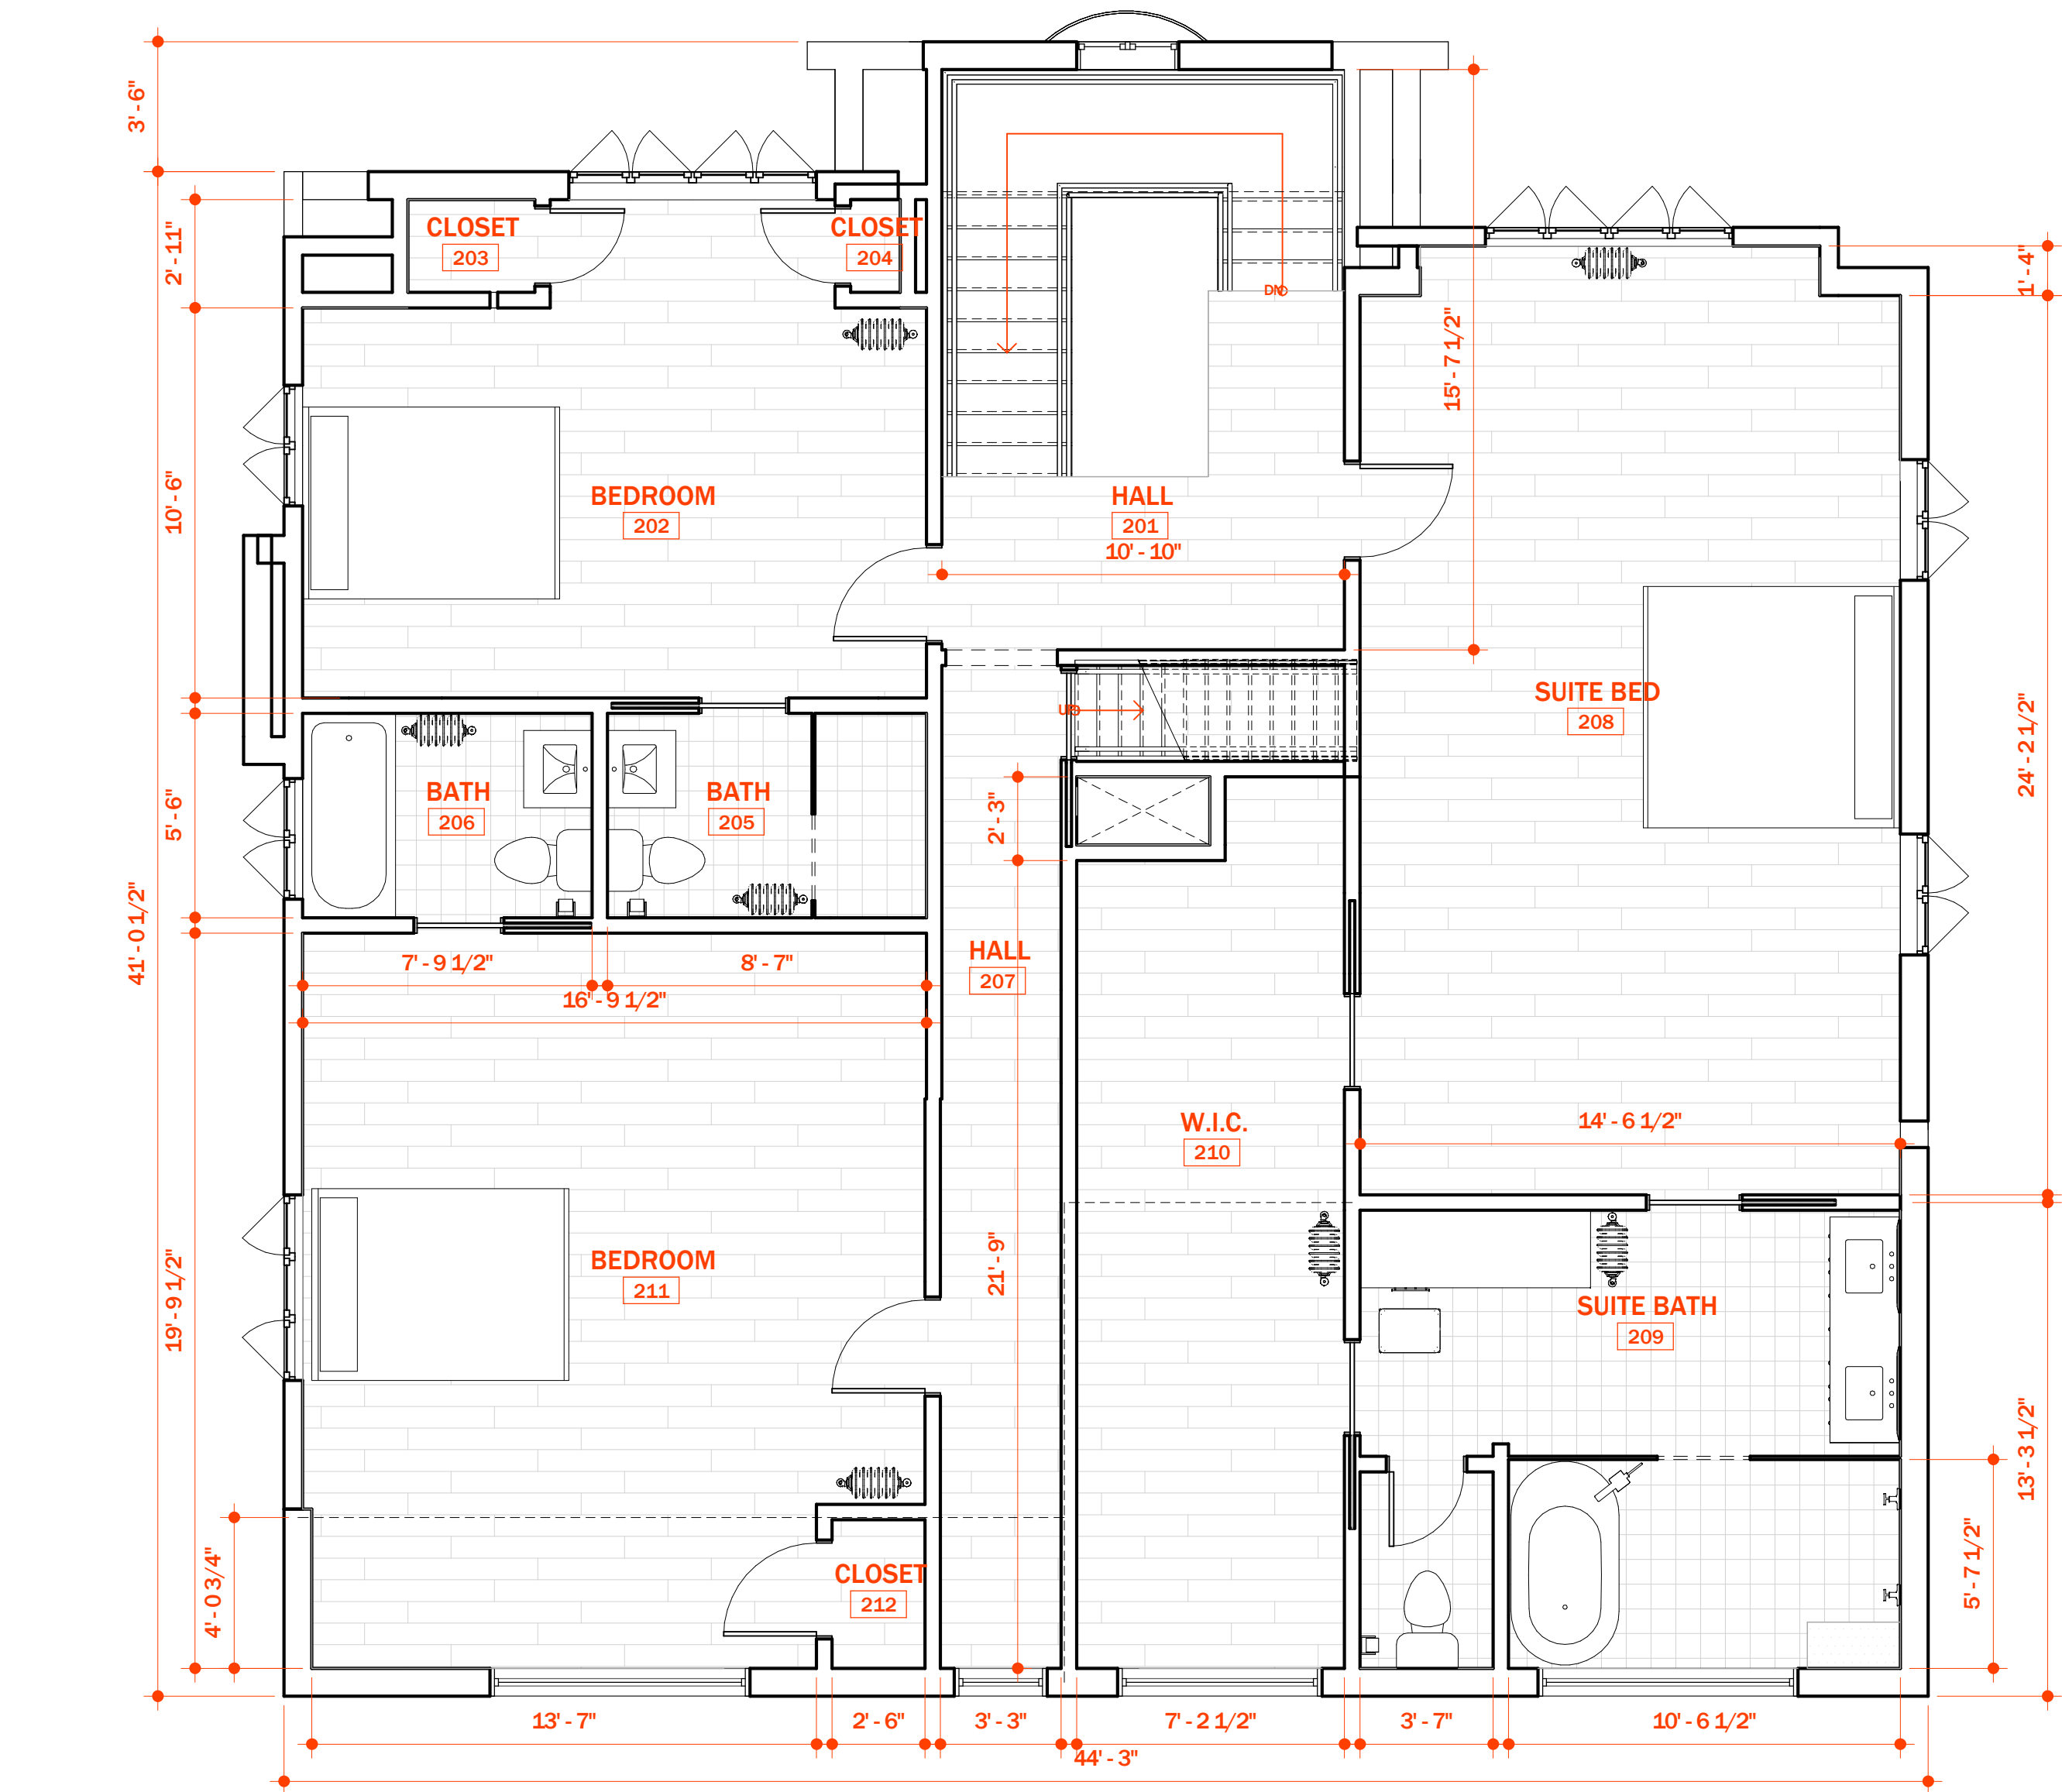 3' - 6"
2' - 11"
CLOSET
203
CLOSET
204
DN
1' - 4"
15' - 7 1/2"
10' - 6"
BEDROOM
202
HALL
201
10' - 10"
SUITE BED
208
24' - 2 1/2"
UP
BATH
206
BATH
205
5' - 6"
2' - 3"
41' - 0 1/2"
HALL
207
7' - 9 1/2"
8' - 7"
16' - 9 1/2"
W.I.C.
210
14' - 6 1/2"
BEDROOM
211
21' - 9"
19' - 9 1/2"
SUITE BATH
209
13' - 3 1/2"
5' - 7 1/2"
4' - 0 3/4"
CLOSET
212
13' - 7"
2' - 6"
3' - 3"
7' - 2 1/2"
3' - 7"
10' - 6 1/2"
44' - 3"